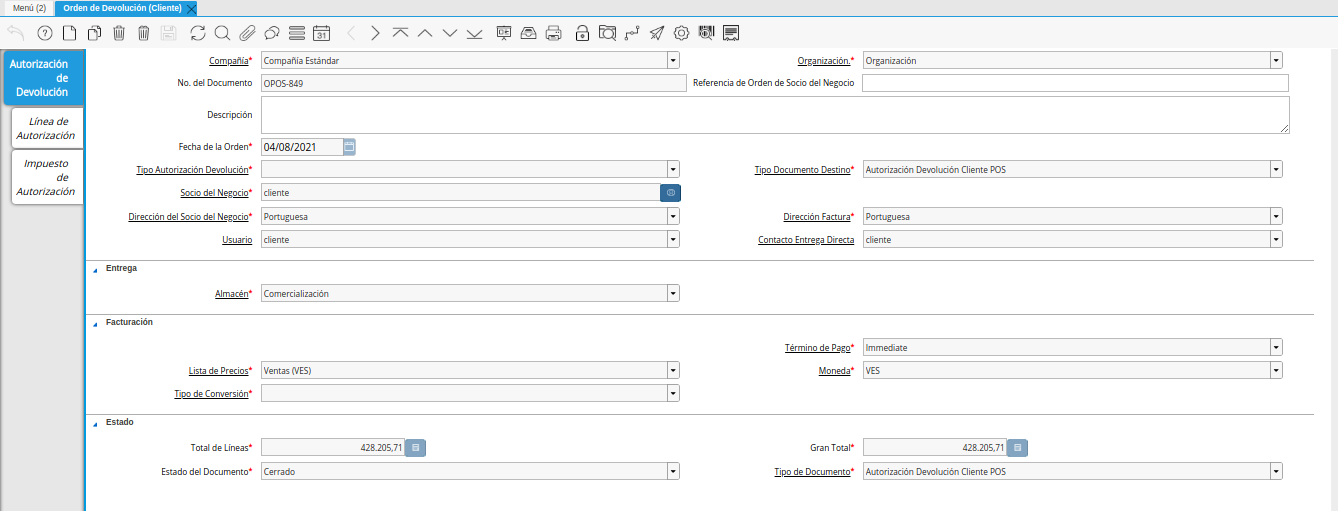 Menú (2) Orden de Devolución (Cliente)
31
Autorización
de
Devolución
Línea de
Autorización
Impuesto
de
Autorización
Compañía* Compañía Estándar Organización.* Organización
No. del Documento OPOS-849 Referencia de Orden de Socio del Negocio
Descripción
Fecha de la Orden* 04/08/2021
Tipo Autorización Devolución* Tipo Documento Destino* Autorización Devolución Cliente POS
Socio del Negocio* cliente
Dirección del Socio del Negocio* Portuguesa Dirección Factura* Portuguesa
Usuario cliente Contacto Entrega Directa cliente
Entrega
Almacén* Comercialización
Facturación
Término de Pago* Immediate
Lista de Precios* Ventas (VES) Moneda* VES
Tipo de Conversión*
Estado
Total de Líneas* 428.205,71 Gran Total* 428.205,71
Estado del Documento* Cerrado Tipo de Documento* Autorización Devolución Cliente POS